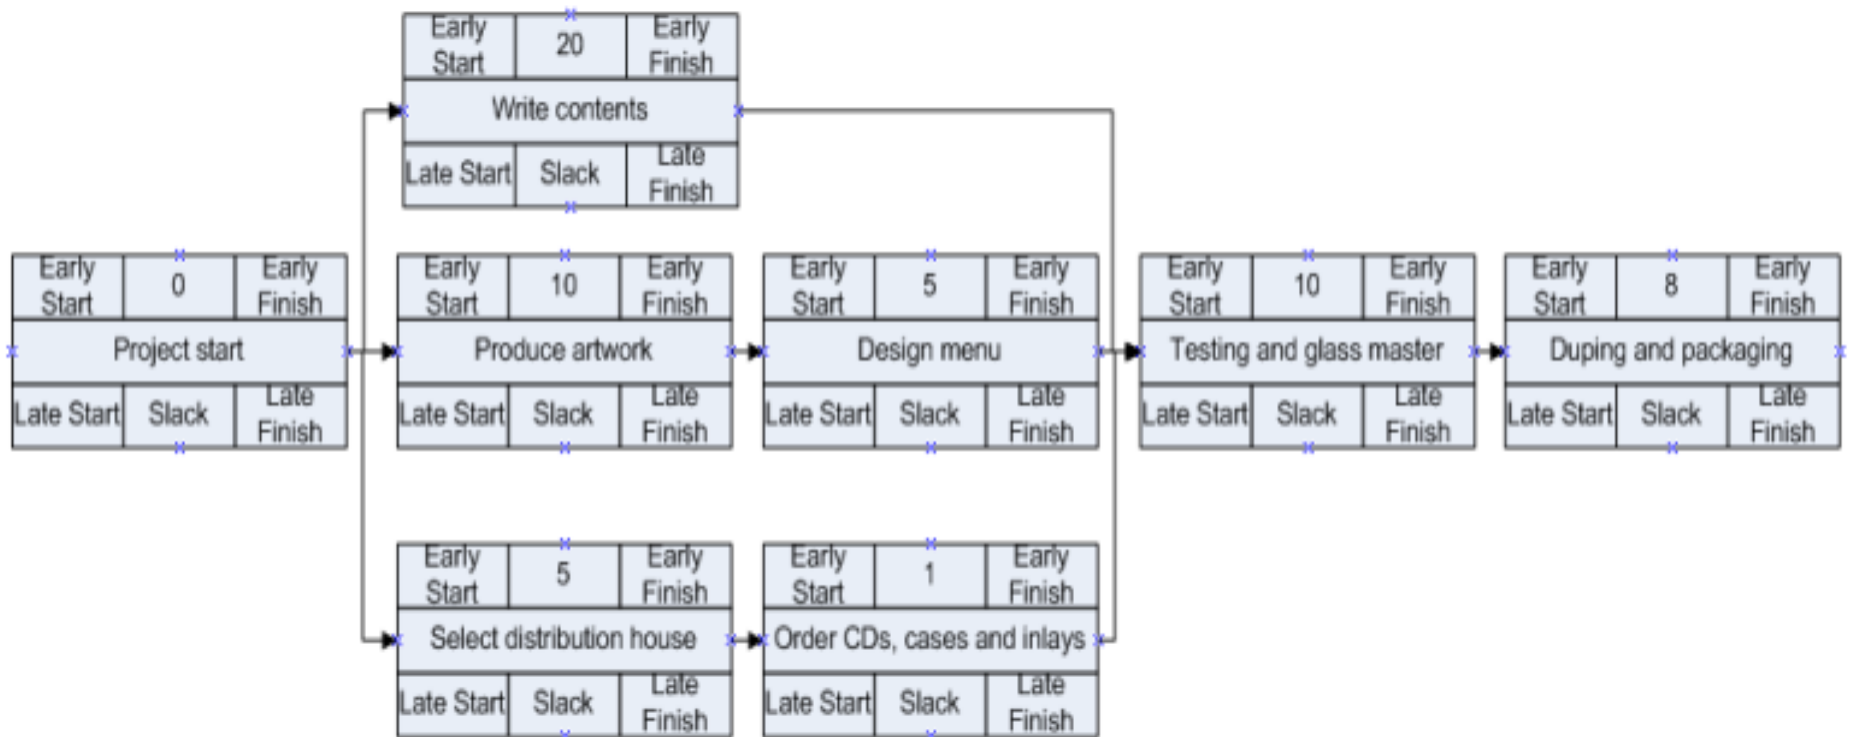 Early Start 20 Early Finish
Write contents
Late Start Slack Late Finish
Early Start 0 Early Finish
Project start
Late Start Slack Late Finish
Early Start 10 Early Finish
Produce artwork
Late Start Slack Late Finish
Early Start 5 Early Finish
Design menu
Late Start Slack Late Finish
Early Start 10 Early Finish
Testing and glass master
Late Start Slack Late Finish
Early Start 8 Early Finish
Duping and packaging
Late Start Slack Late Finish
Early Start 5 Early Finish
Select distribution house
Late Start Slack Late Finish
Early Start 1 Early Finish
Order CDs, cases and inlays
Late Start Slack Late Finish